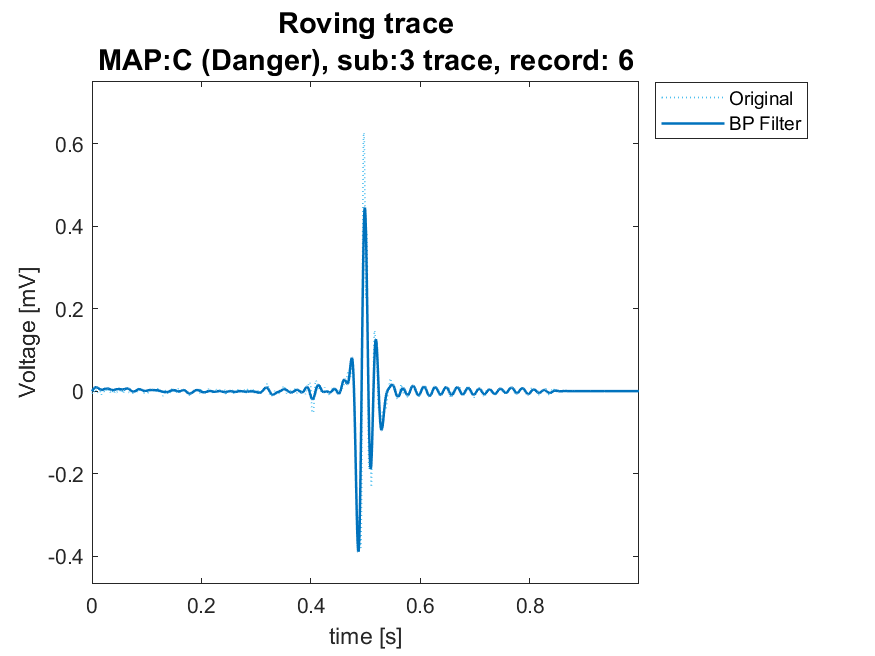 Roving trace
MAP:C (Danger), sub:3 trace, record: 6
Original
BP Filter
0.6
0.4
0.2
0
-0.2
-0.4
Voltage [mV]
0 0.2 0.4 0.6 0.8
time [s]